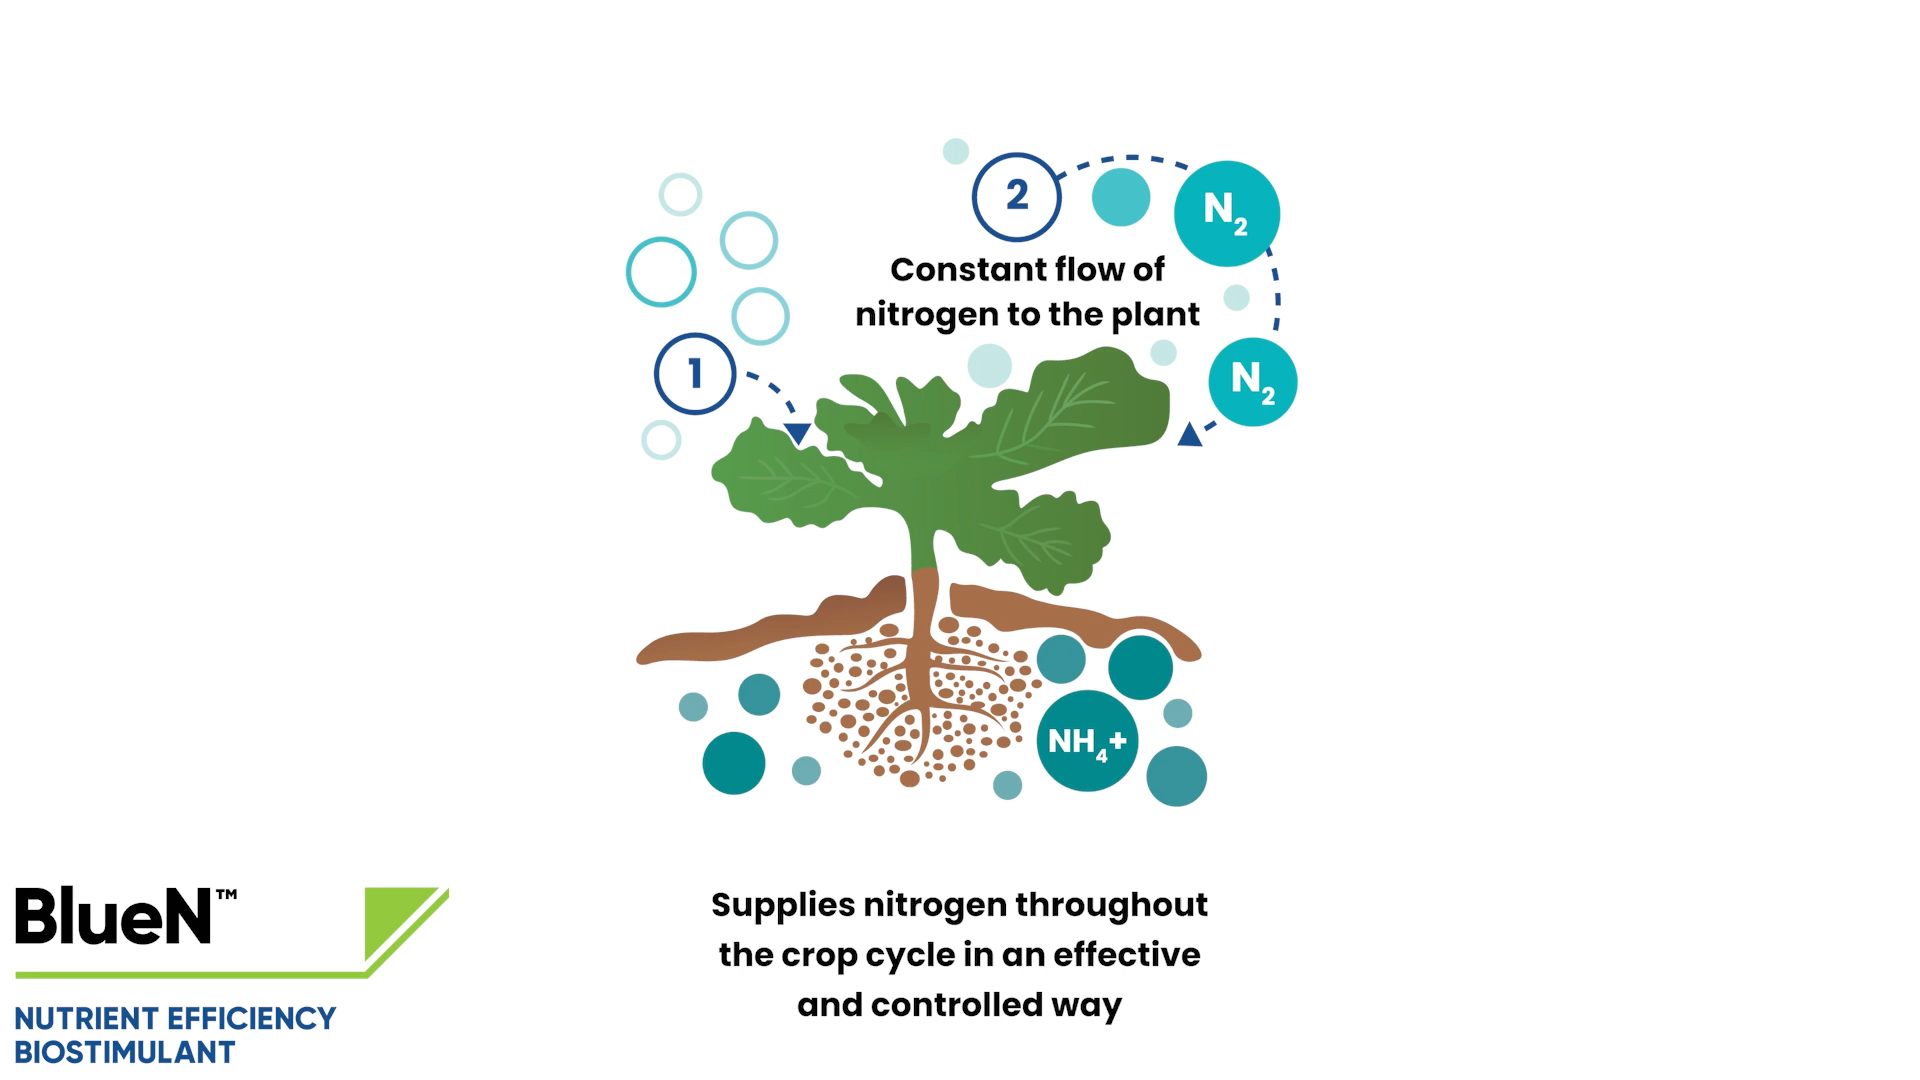 2
N2
Constant flow of
nitrogen to the plant
1
N2
NH4+
BlueN™
NUTRIENT EFFICIENCY
BIOSTIMULANT
Supplies nitrogen throughout
the crop cycle in an effective
and controlled way